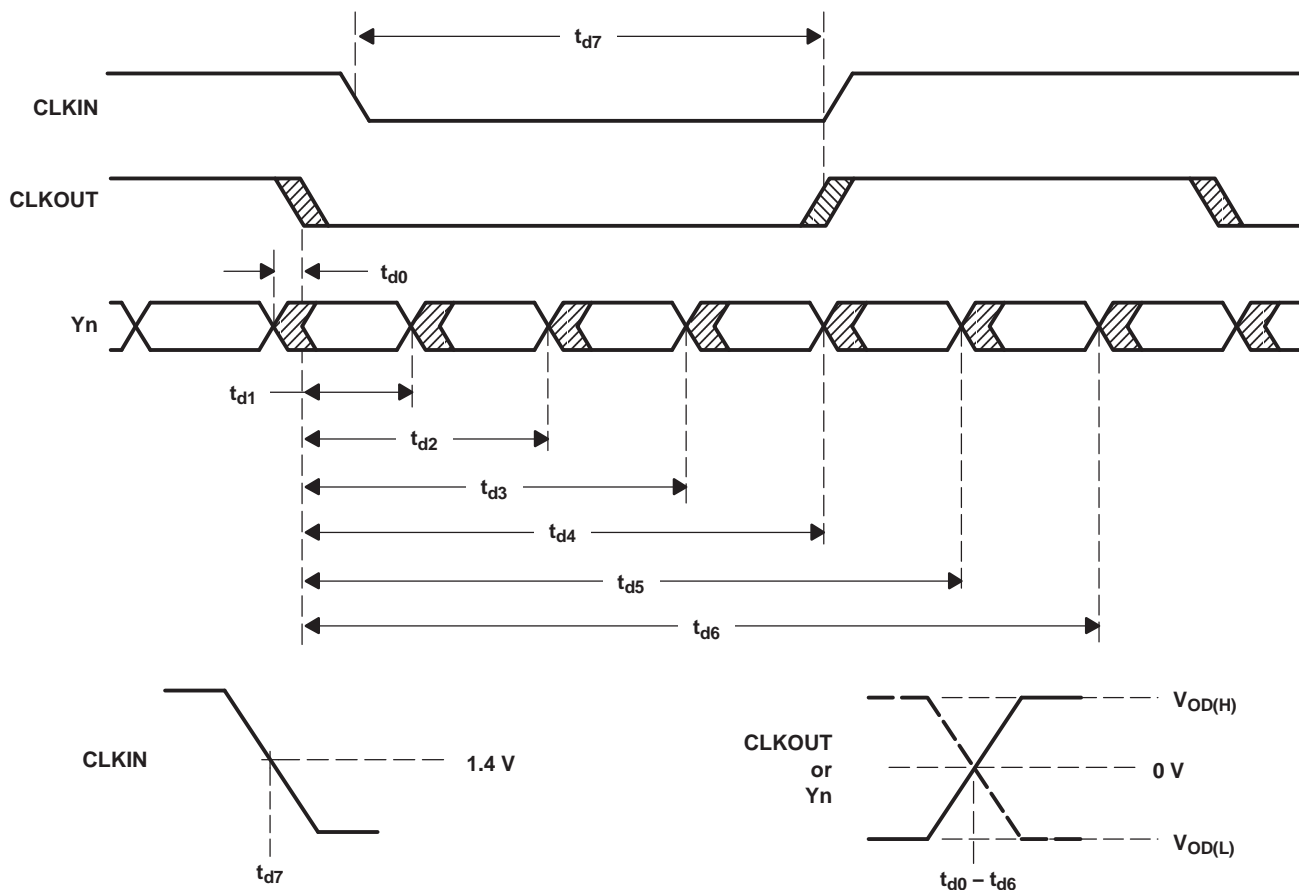 td7
CLKIN
CLKOUT
td0
Yn
td1
td2
td3
td4
td5
td6
CLKIN
1.4 V
td7
CLKOUT
or
Yn
VOD(H)
0 V
VOD(L)
td0 – td6